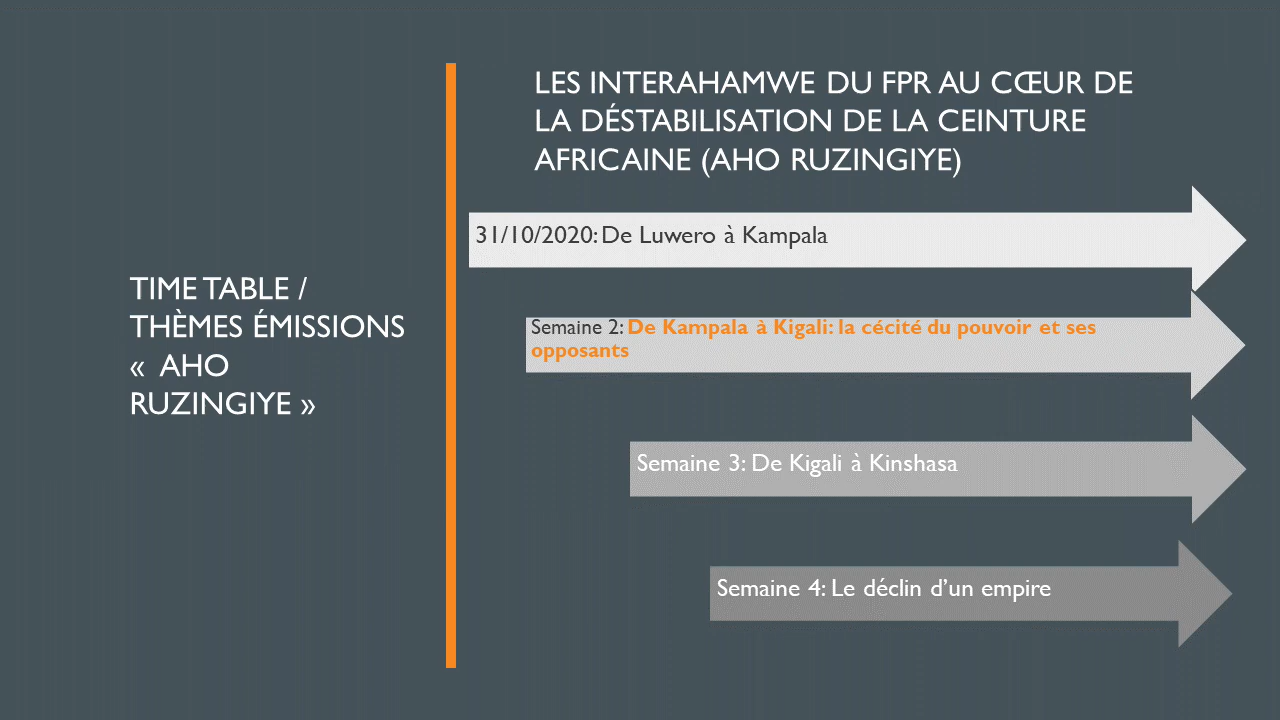 TIME TABLE /
THÈMES ÉMISSIONS
« AHO
RUZINGIYE »
LES INTERAHAMWE DU FPR AU CŒUR DE
LA DÉSTABILISATION DE LA CEINTURE
AFRICAINE (AHO RUZINGIYE)
31/10/2020: De Luwero à Kampala
Semaine 2: De Kampala à Kigali: la cécité du pouvoir et ses
opposants
Semaine 3: De Kigali à Kinshasa
Semaine 4: Le déclin d’un empire